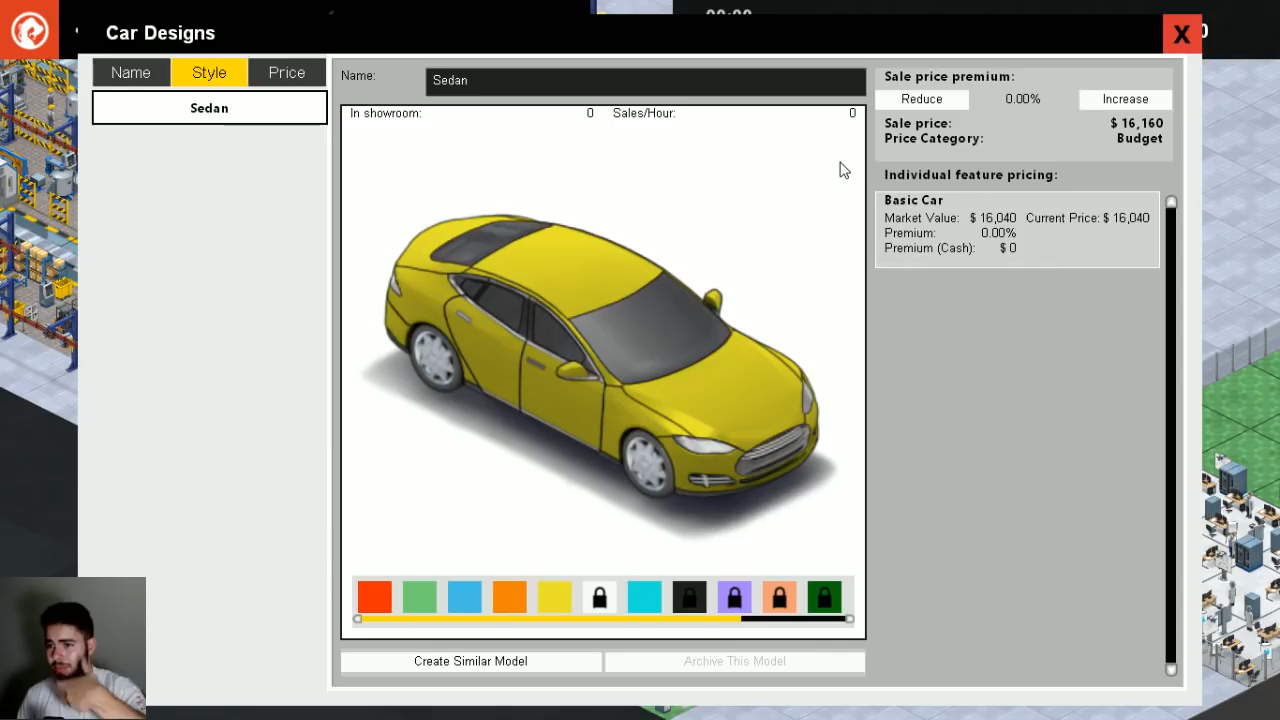 Car Designs
X
Name
Style
Price
Sedan
Name:
Sedan
In showroom:
0
Sales/Hour:
0
Create Similar Model
Archive This Model
Sale price premium:
Reduce
0.00%
Increase
Sale price:
$ 16,160
Price Category:
Budget
Individual feature pricing:
Basic Car
Market Value: $ 16,040 Current Price: $ 16,040
Premium: 0.00%
Premium (Cash): $ 0